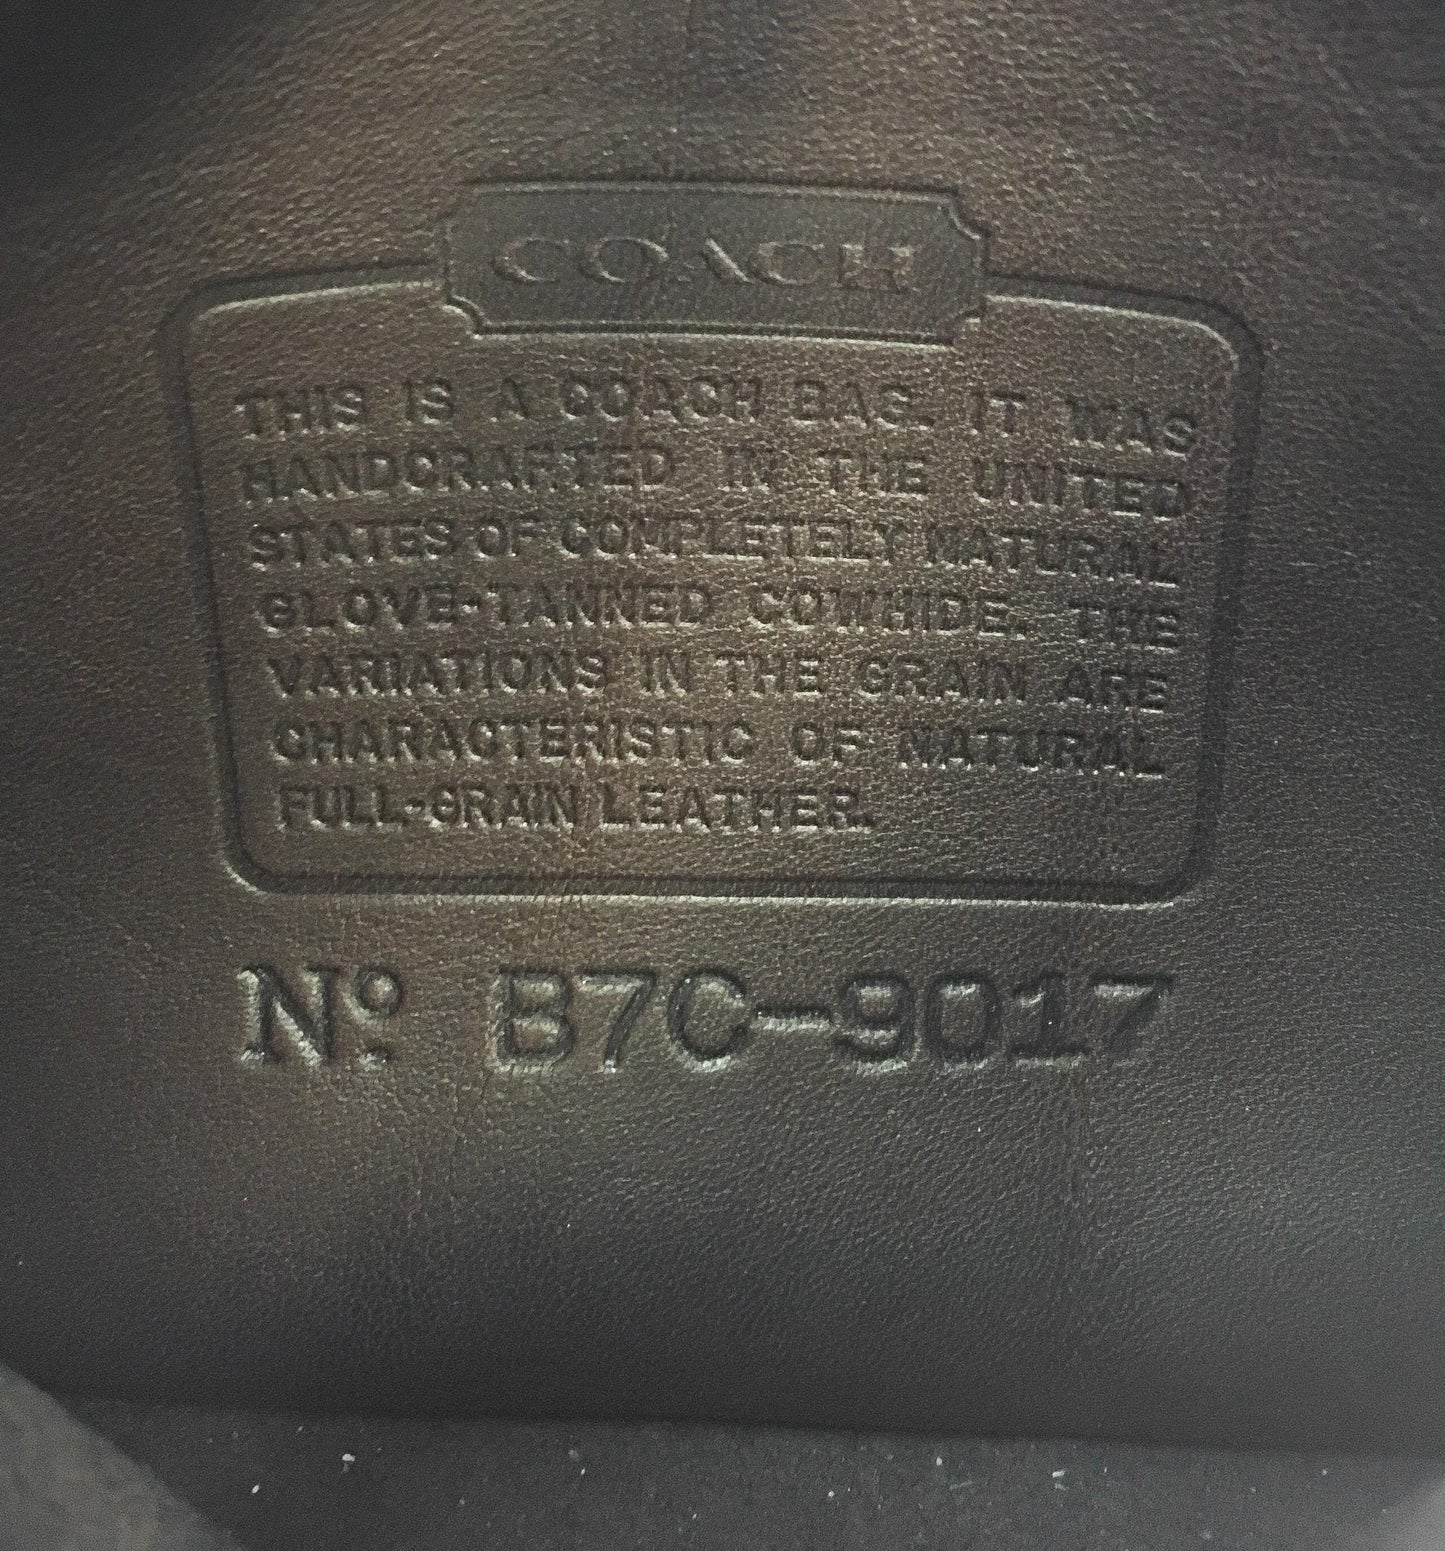 COACH
THIS IS A COACH BAG. IT WAS
HANDCRAFTED IN THE UNITED
STATES OF COMPLETELY NATURAL
GLOVE-TANNED COWHIDE. THE
VARIATIONS IN THE GRAIN ARE
CHARACTERISTIC OF NATURAL
FULL-GRAIN LEATHER.
Nº B7C-9017